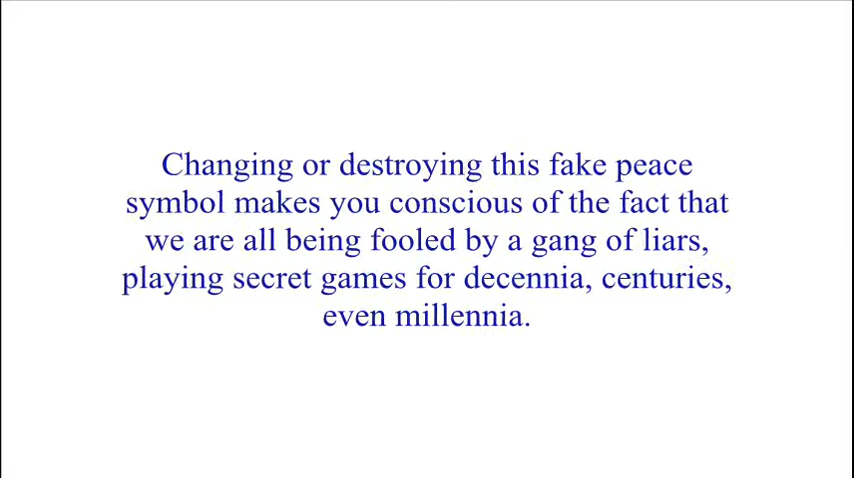 Changing or destroying this fake peace
symbol makes you conscious of the fact that
we are all being fooled by a gang of liars,
playing secret games for decennia, centuries,
even millennia.